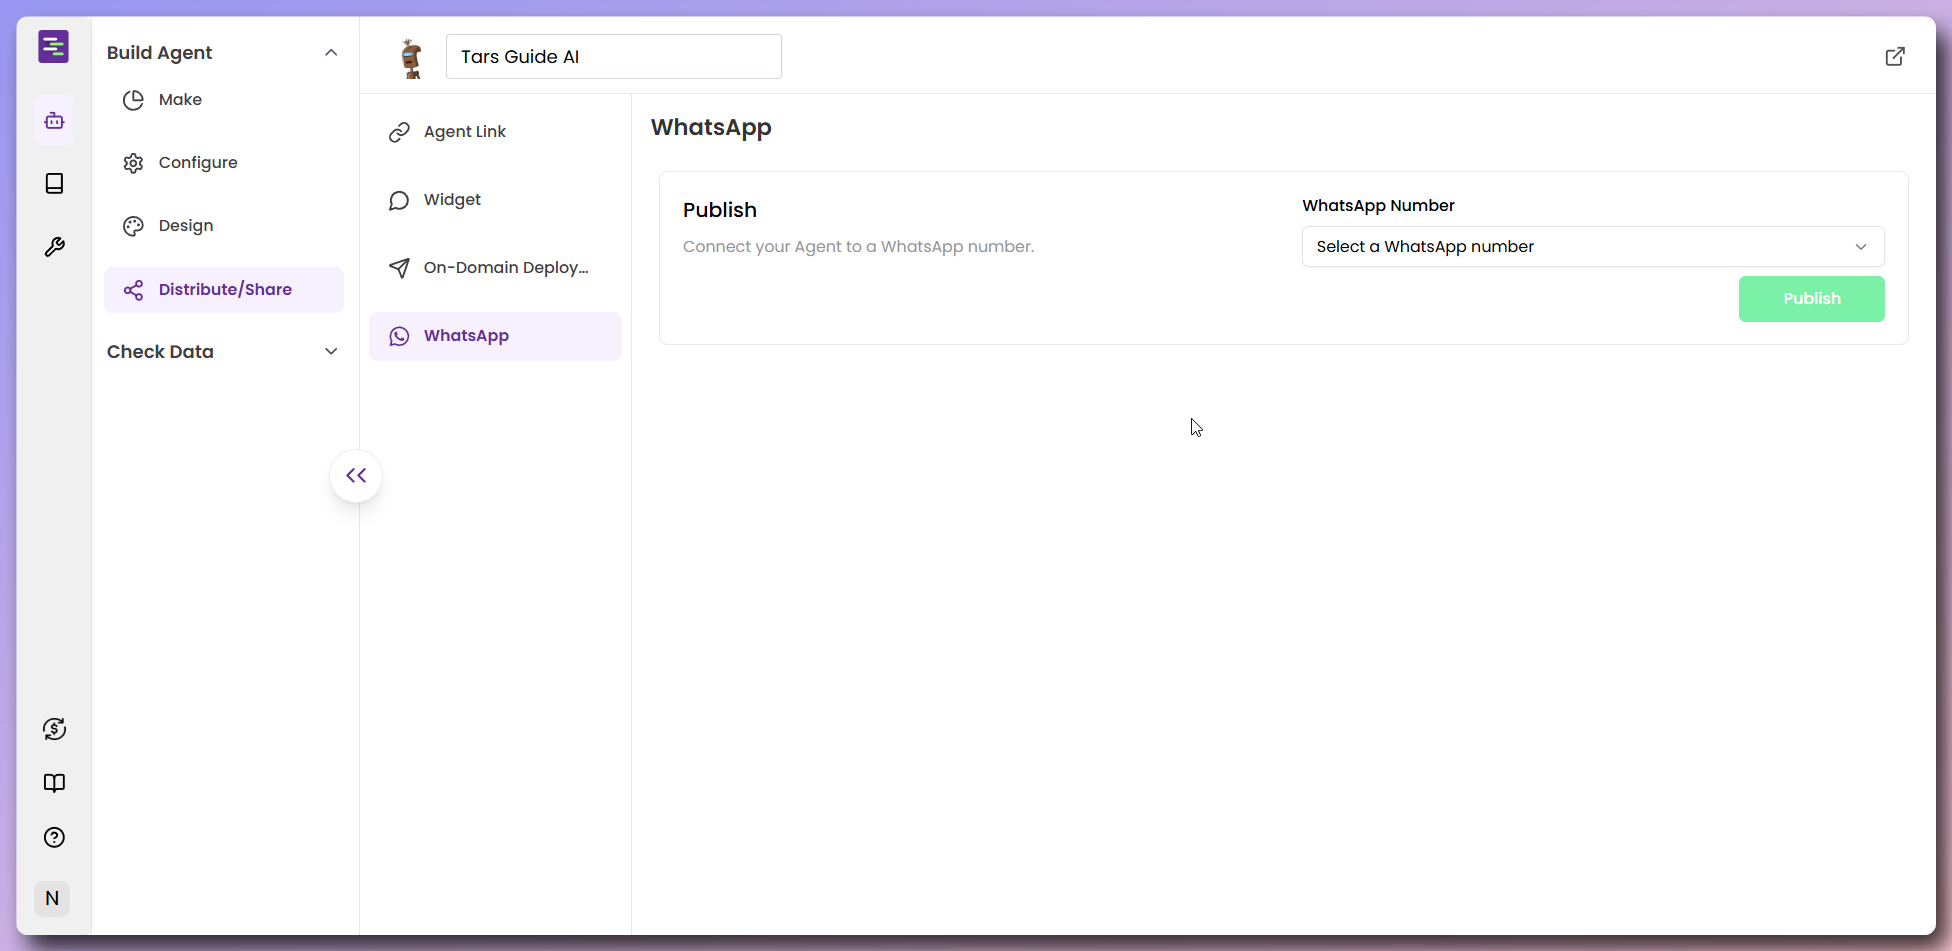 Build Agent
Make
Configure
Design
Distribute/Share
Check Data
N
Tars Guide AI
Agent Link
Widget
On-Domain Deploy...
WhatsApp
WhatsApp
Publish
Connect your Agent to a WhatsApp number.
WhatsApp Number
Select a WhatsApp number
Publish